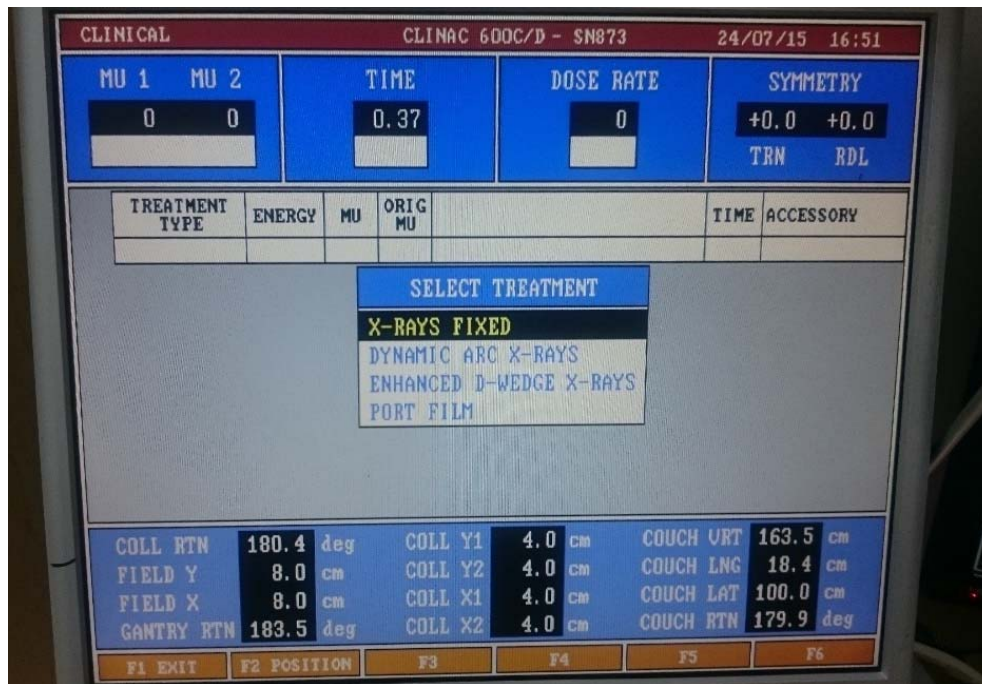 CLINICAL CLINAC 600C/D - SN873 24/07/15 16:51
MU 1 MU 2 TIME DOSE RATE SYMMETRY
0 0 0.37 0 +0.0 +0.0
TRN RDL
TREATMENT TYPE ENERGY MU ORIG MU TIME ACCESSORY
SELECT TREATMENT
X-RAYS FIXED
DYNAMIC ARC X-RAYS
ENHANCED D-WEDGE X-RAYS
PORT FILM
COLL RTN 180.4 deg COLL Y1 4.0 cm COUCH VRT 163.5 cm
FIELD Y 8.0 cm COLL Y2 4.0 cm COUCH LNG 18.4 cm
FIELD X 8.0 cm COLL X1 4.0 cm COUCH LAT 100.0 cm
GANTRY RTN 183.5 deg COLL X2 4.0 cm COUCH RTN 179.9 deg
F1 EXIT F2 POSITION F3 F4 F5 F6